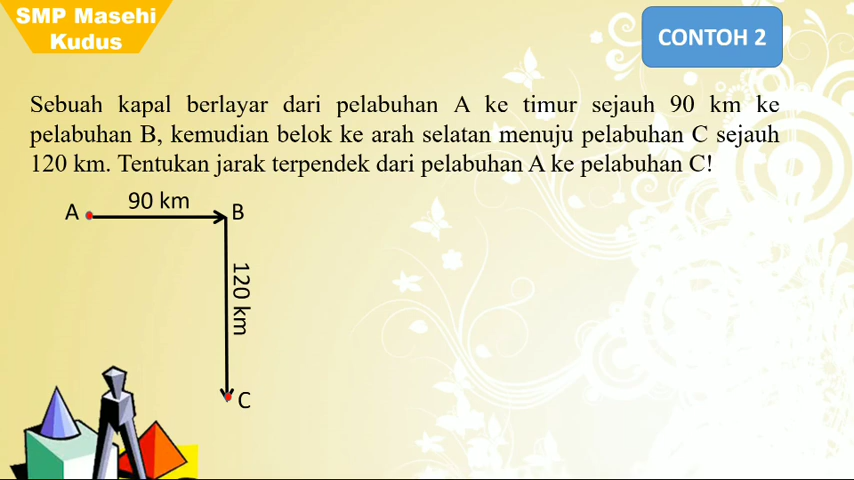 SMP Masehi
Kudus
CONTOH 2
Sebuah kapal berlayar dari pelabuhan A ke timur sejauh 90 km ke
pelabuhan B, kemudian belok ke arah selatan menuju pelabuhan C sejauh
120 km. Tentukan jarak terpendek dari pelabuhan A ke pelabuhan C!
90 km
A
B
120 km
C